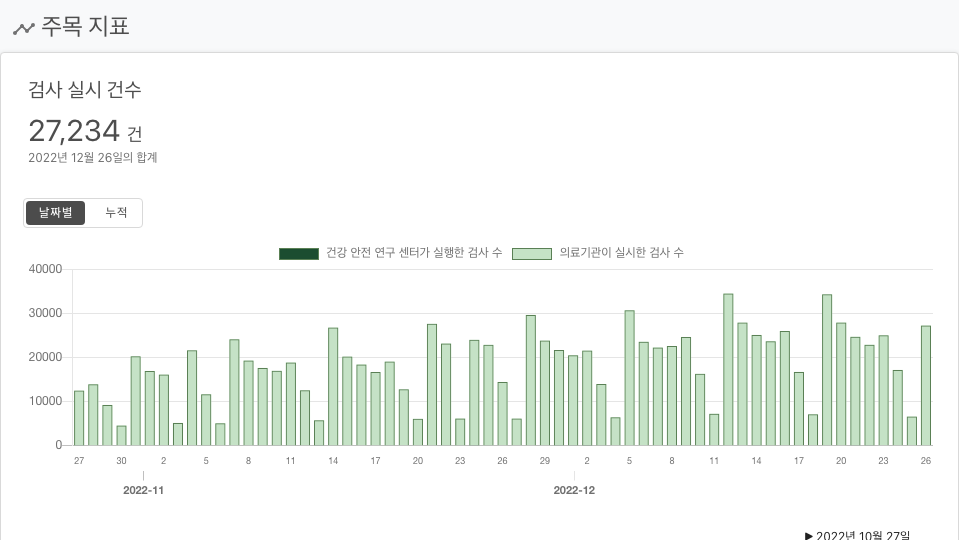 주목 지표
검사 실시 건수
27,234 건
2022년 12월 26일의 합계
날짜별 누적
건강 안전 연구 센터가 실행한 검사 수 의료기관이 실시한 검사 수
40000
30000
20000
10000
0
27 30 2 5 8 11 14 17 20 23 26 29 2 5 8 11 14 17 20 23 26
2022-11 2022-12
▶ 2022년 10월 27일